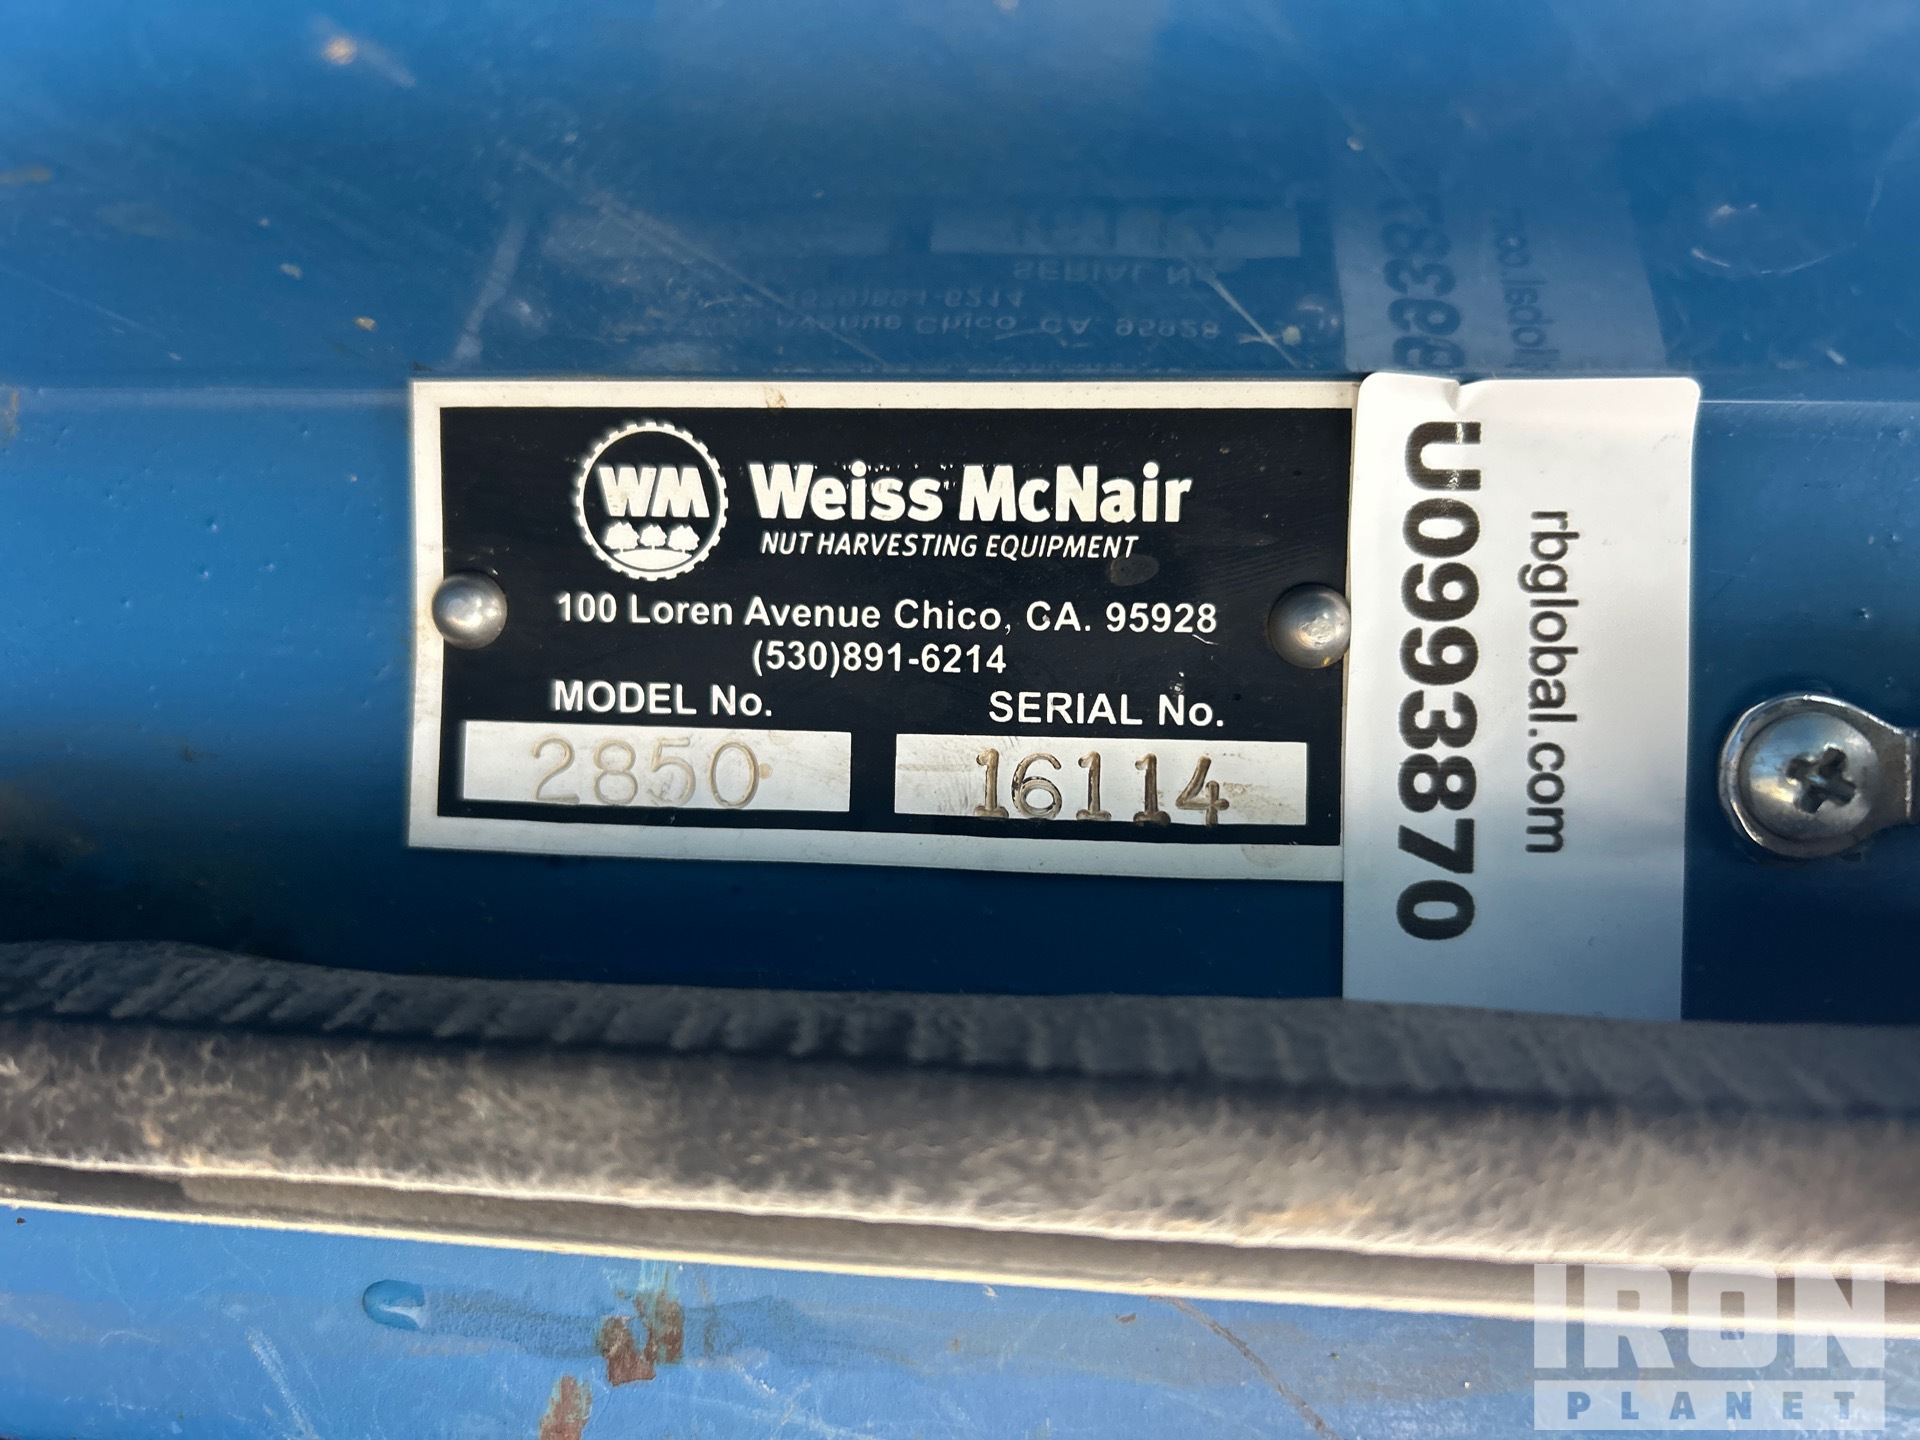 WM
Weiss McNair
NUT HARVESTING EQUIPMENT
100 Loren Avenue Chico, CA. 95928
(530)891-6214
MODEL No.
SERIAL No.
2850
16114
U09938870
rbglobal.com
IRON
PLANET